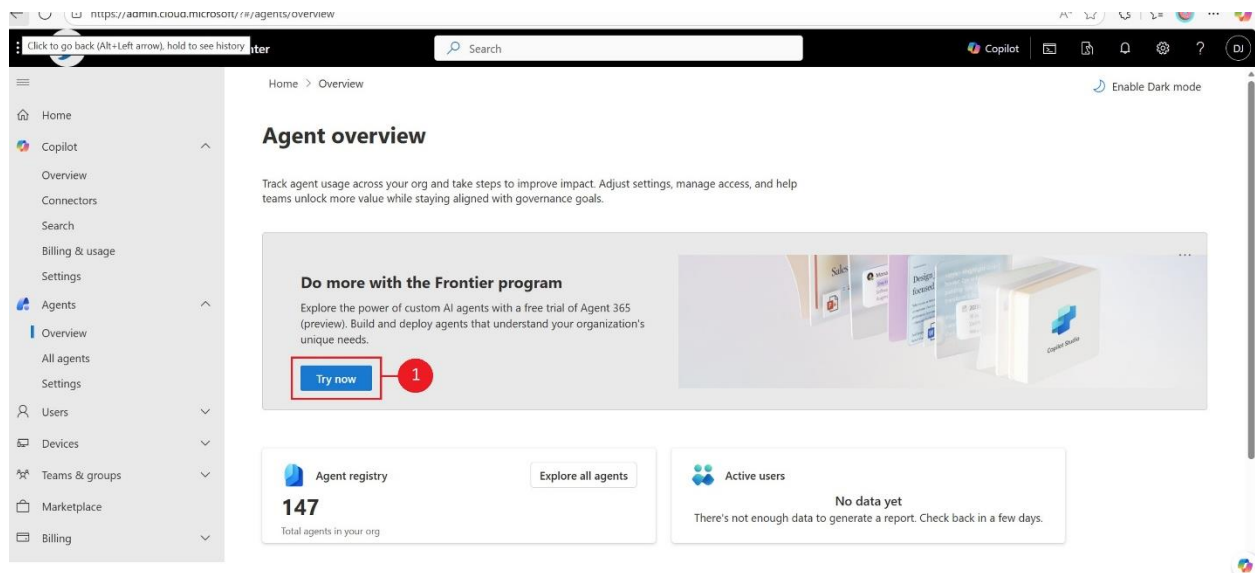 https://admin.cloud.microsoft/?#/agents/overview
Click to go back (Alt+Left arrow), hold to see history
nter
Search
Copilot
DJ
Home > Overview
Enable Dark mode
Home
Copilot
Overview
Connectors
Search
Billing & usage
Settings
Agents
Overview
All agents
Settings
Users
Devices
Teams & groups
Marketplace
Billing
Agent overview
Track agent usage across your org and take steps to improve impact. Adjust settings, manage access, and help
teams unlock more value while staying aligned with governance goals.
Do more with the Frontier program
Explore the power of custom AI agents with a free trial of Agent 365
(preview). Build and deploy agents that understand your organization's
unique needs.
Try now
1
Sales
Design
focused
Copilot Studio
Agent registry
Explore all agents
147
Total agents in your org
Active users
No data yet
There's not enough data to generate a report. Check back in a few days.